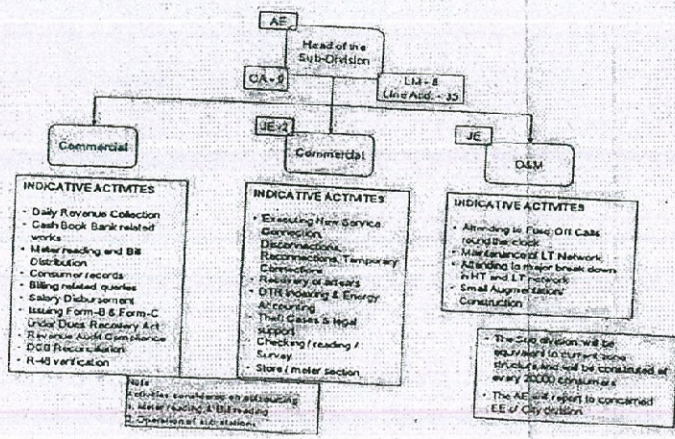 AE
Head of the
Sub-Division
OA - 9
LM - 8
Line Asst. - 35
Commercial
JE-2
Commercial
JE
O&M
INDICATIVE ACTIVITES
- Daily Revenue Collection
- Cash Book Bank related
works
- Meter reading and Bill
Distribution
- Consumer records
- Billing related queries
- Salary Disbursement
- Issuing Form-B & Form-C
under Dues Recovery Act
- Revenue Audit Compliance
- DCB Reconciliation
- R-48 verification
INDICATIVE ACTIVITES
- Executing New Service
Connection,
Disconnections,
Reconnections, Temporary
Connections
- Recovery of arrears
- DTR Indexing & Energy
Accounting
- Theft Cases & legal
support
- Checking / reading /
Survey
- Store / meter section
INDICATIVE ACTIVITES
- Attending to Fuse Off Calls
round the clock
- Maintenance of LT Network
- Attending to major break down
in HT and LT network
- Small Augmentation/
Construction
Note
Activities considered on outsourcing
1. Meter reading & Bill
2. Operation of sub-stations
- The Sub division will be
equivalent to current zone
structure and will be constituted of
every 20000 consumers
- The AE will report to concerned
EE of City division